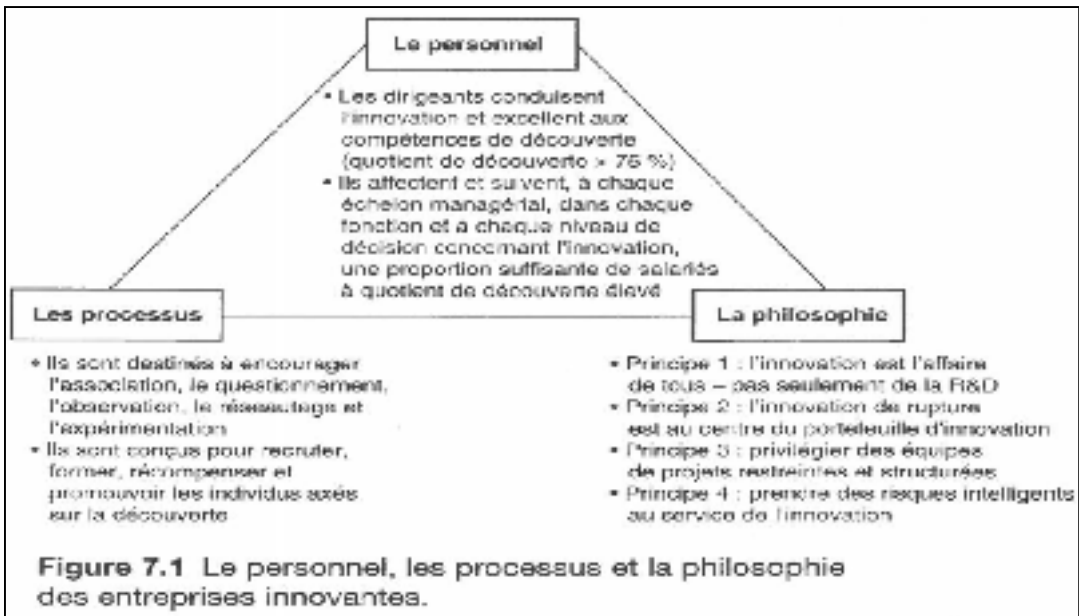 Le personnel
• Les dirigeants conduisent
l'innovation et excellent aux
compétences de découverte
(quotient de découverte > 75 %)
• Ils affectent et suivent, à chaque
échelon managérial, dans chaque
fonction et à chaque niveau de
décision concernant l'innovation,
une proportion suffisante de salariés
à quotient de découverte élevé
Les processus
• Ils sont destinés à encourager
l'association, le questionnement,
l'observation, le réseautage et
l'expérimentation
• Ils sont conçus pour recruter,
former, récompenser et
promouvoir les individus axés
sur la découverte
La philosophie
• Principe 1 : l'innovation est l'affaire
de tous – pas seulement de la R&D
• Principe 2 : l'innovation de rupture
est au centre du portefeuille d'innovation
• Principe 3 : privilégier des équipes
de projets restreintes et structurées
• Principe 4 : prendre des risques intelligents
au service de l'innovation
Figure 7.1 Le personnel, les processus et la philosophie
des entreprises innovantes.